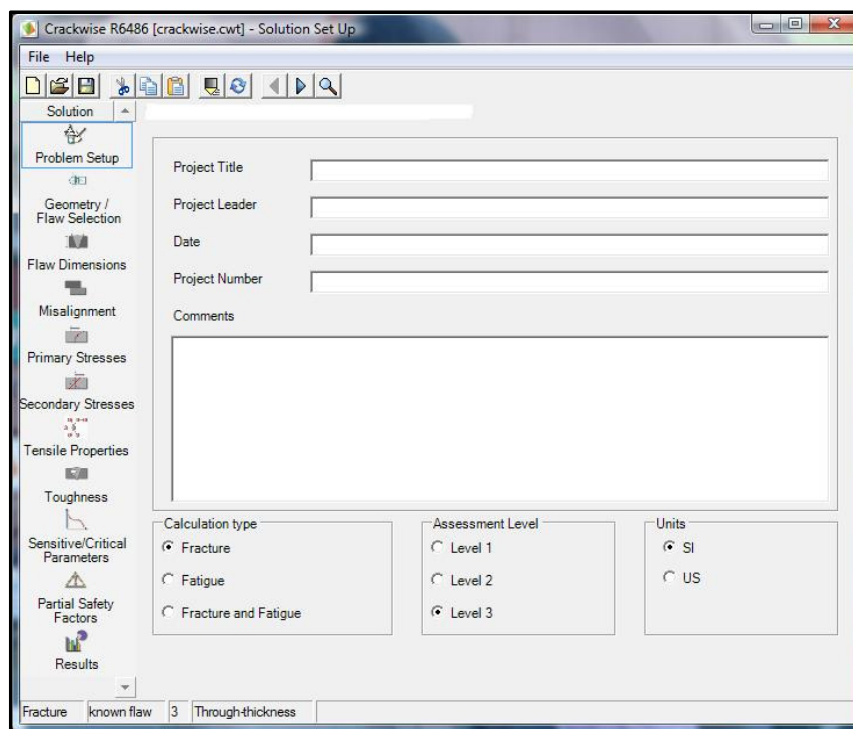 Crackwise R6486 [crackwise.cwt] - Solution Set Up
File Help
Solution
Problem Setup
Geometry /
Flaw Selection
Flaw Dimensions
Misalignment
Primary Stresses
Secondary Stresses
Tensile Properties
Toughness
Sensitive/Critical
Parameters
Partial Safety
Factors
Results
Project Title
Project Leader
Date
Project Number
Comments
Calculation type
Fracture
Fatigue
Fracture and Fatigue
Assessment Level
Level 1
Level 2
Level 3
Units
SI
US
Fracture known flaw 3 Through-thickness